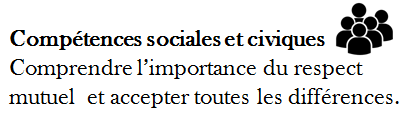 Compétences sociales et civiques
Comprendre l’importance du respect
mutuel et accepter toutes les différences.